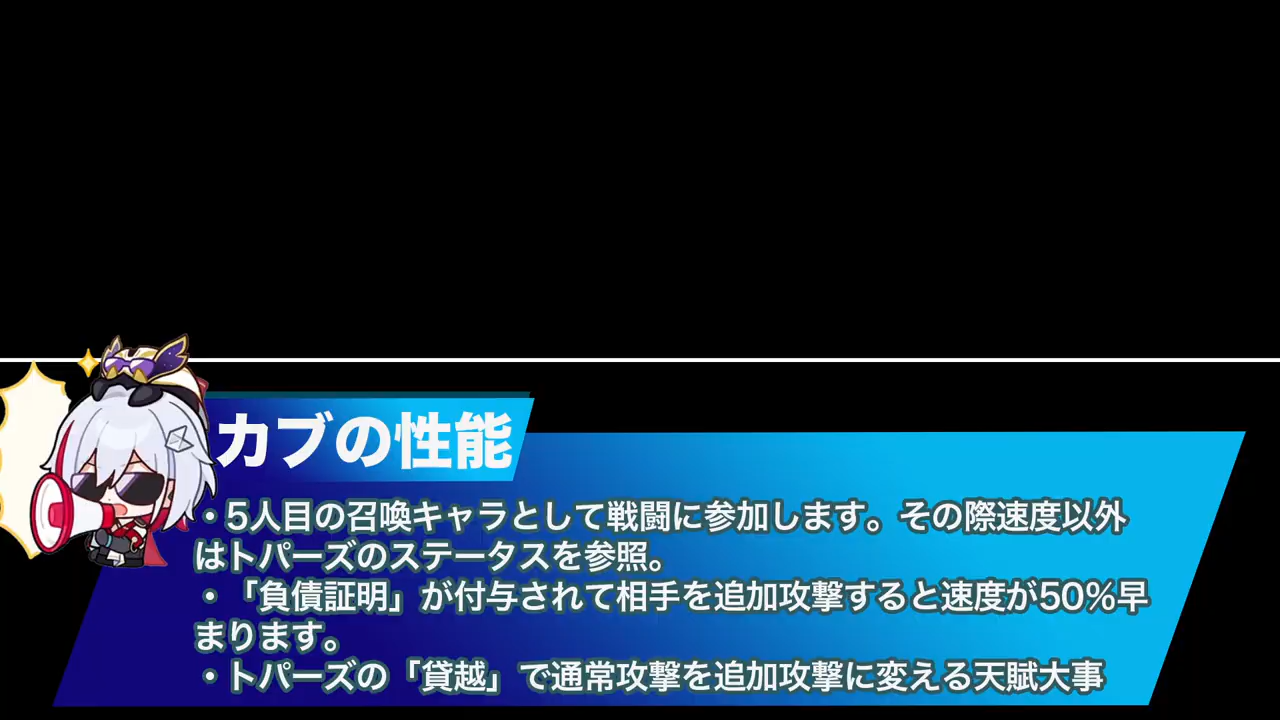 カブの性能
・5人目の召喚キャラとして戦闘に参加します。その際速度以外
はトパーズのステータスを参照。
・「負債証明」が付与されて相手を追加攻撃すると速度が50%早
まります。
・トパーズの「貸越」で通常攻撃を追加攻撃に変える天賦大事